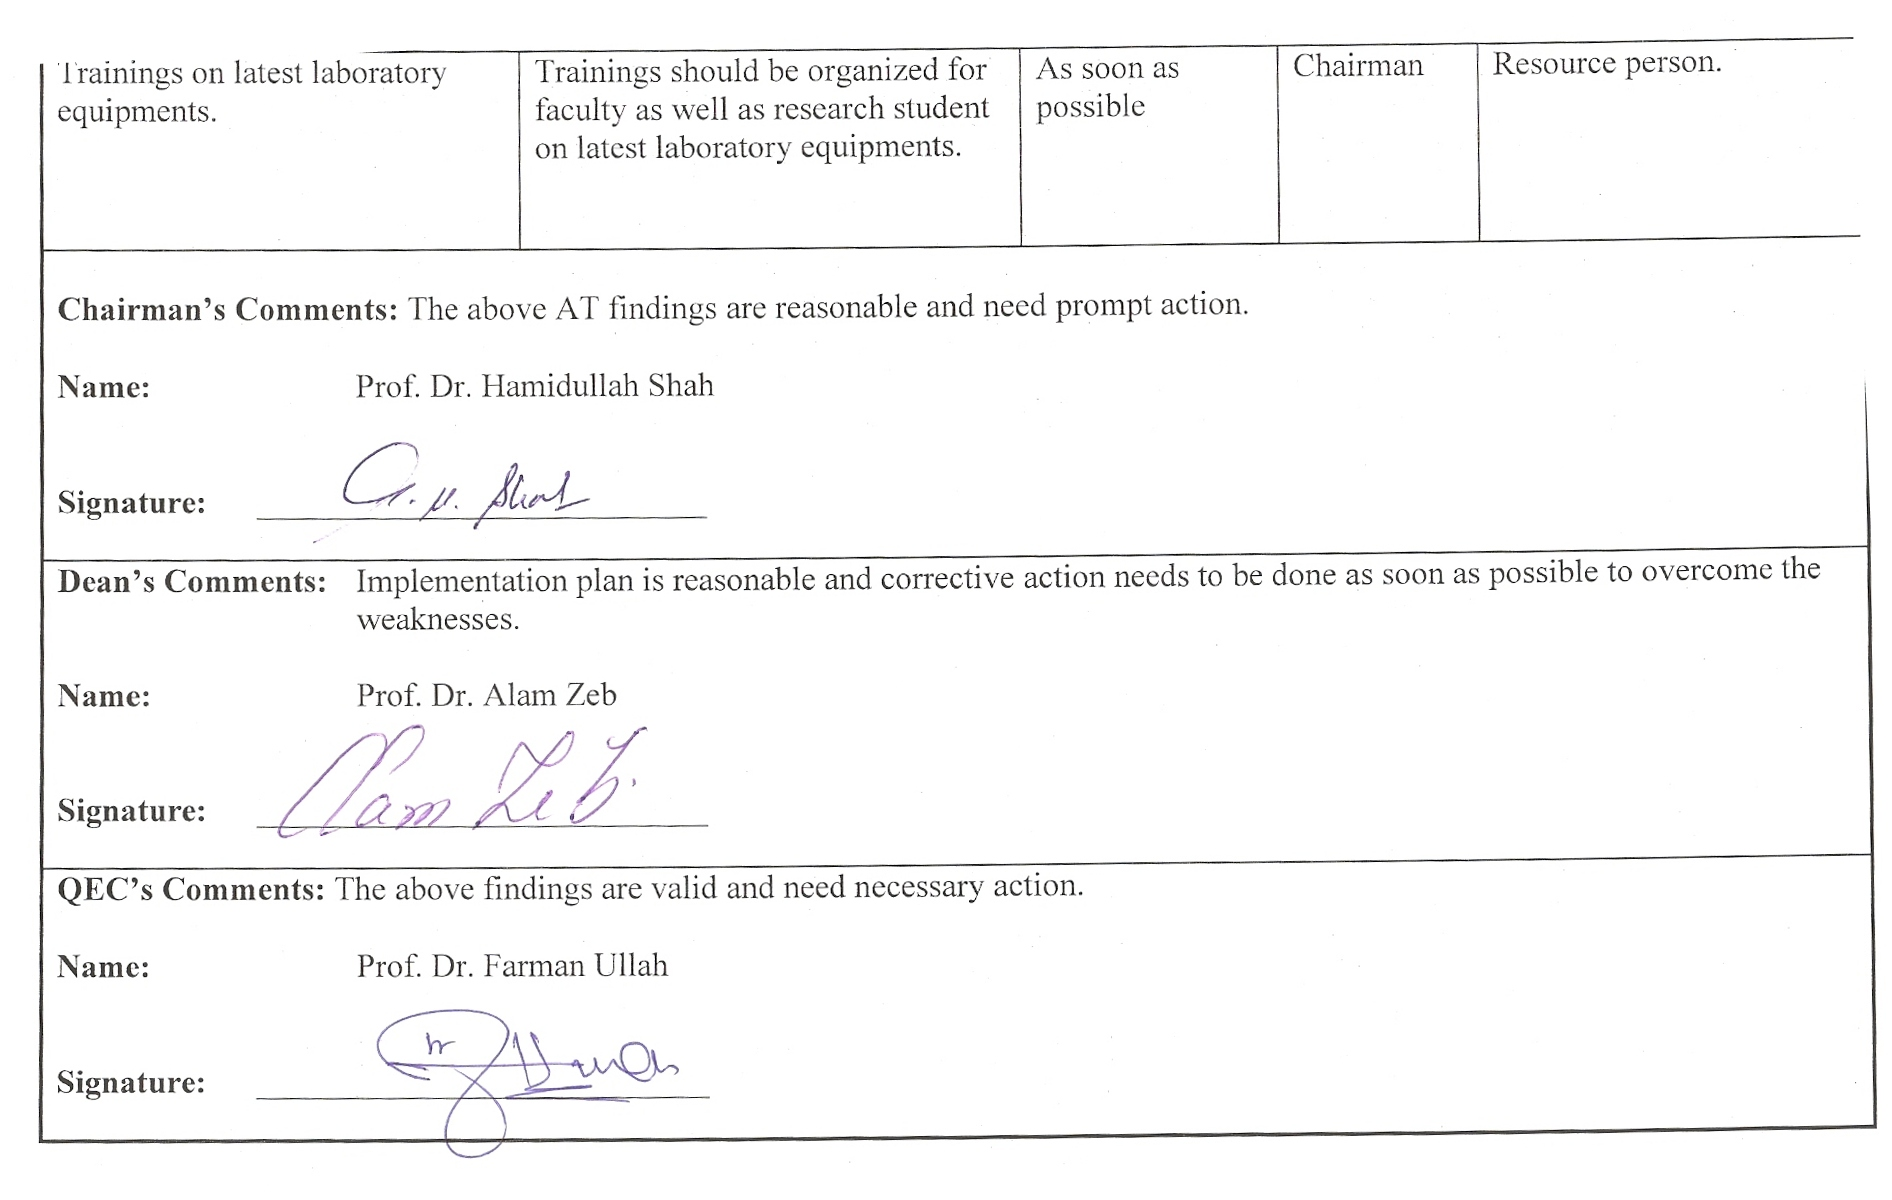 Trainings on latest laboratory
equipments.
Trainings should be organized for
faculty as well as research student
on latest laboratory equipments.
As soon as
possible
Chairman
Resource person.
Chairman's Comments: The above AT findings are reasonable and need prompt action.
Name: Prof. Dr. Hamidullah Shah
Signature: Shah
Dean's Comments: Implementation plan is reasonable and corrective action needs to be done as soon as possible to overcome the
weaknesses.
Name: Prof. Dr. Alam Zeb
Signature: Alam Zeb
QEC's Comments: The above findings are valid and need necessary action.
Name: Prof. Dr. Farman Ullah
Signature: